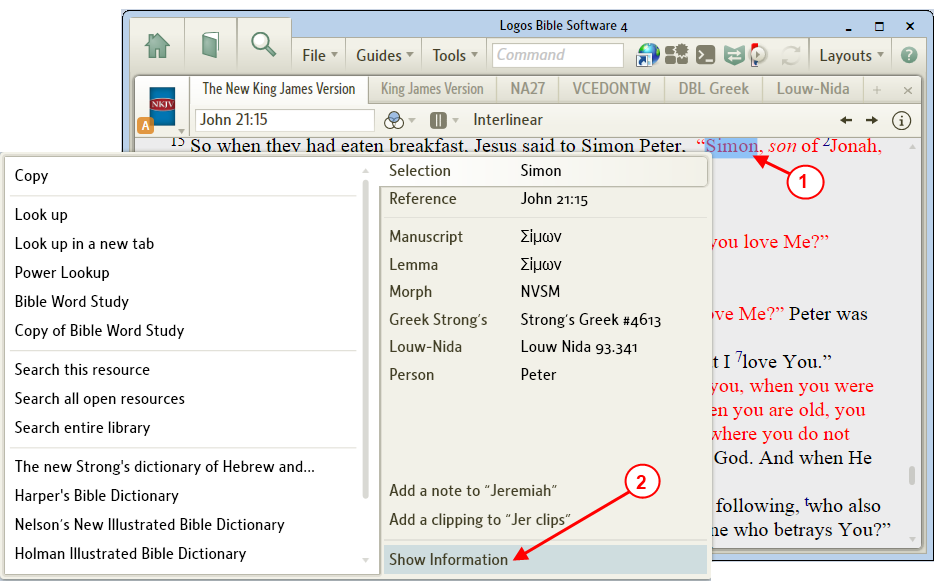 Logos Bible Software 4
File Guides Tools Command Layouts ?
NKJV
A
The New King James Version King James Version NA27 VCEDONTW DBL Greek Louw-Nida + ×
John 21:15 Interlinear
15 So when they had eaten breakfast, Jesus said to Simon Peter, “Simon, son of 2Jonah,
1
Copy
Look up
Look up in a new tab
Power Lookup
Bible Word Study
Copy of Bible Word Study
Search this resource
Search all open resources
Search entire library
The new Strong's dictionary of Hebrew and...
Harper's Bible Dictionary
Nelson's New Illustrated Bible Dictionary
Holman Illustrated Bible Dictionary
Selection Simon
Reference John 21:15
Manuscript Σίμων
Lemma Σίμων
Morph NVSM
Greek Strong's Strong's Greek #4613
Louw-Nida Louw Nida 93.341
Person Peter
2
Add a note to “Jeremiah”
Add a clipping to “Jer clips”
Show Information
you love Me?”
Me?” Peter was
I 7love You.”
you, when you were
you are old, you
where you do not
God. And when He
following, twho also
who betrays You?”